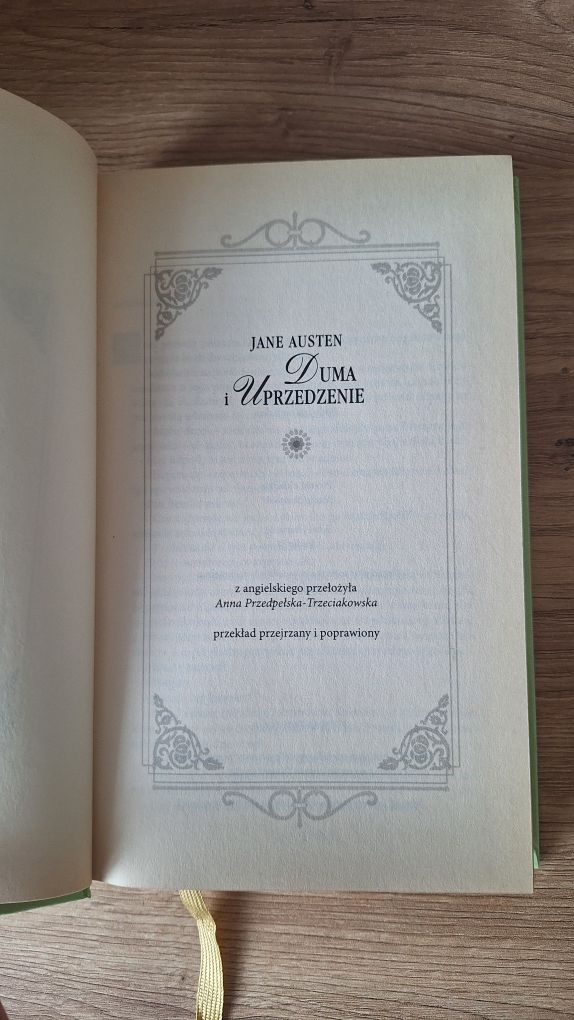 JANE AUSTEN
DUMA
i UPRZEDZENIE
z angielskiego przełożyła
Anna Przedpełska-Trzeciakowska
przekład przejrzany i poprawiony